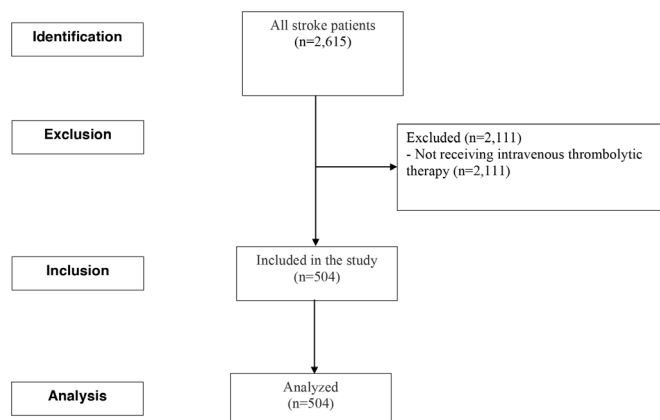 Identification
All stroke patients
(n=2,615)
Exclusion
Excluded (n=2,111)
- Not receiving intravenous thrombolytic
therapy (n=2,111)
Inclusion
Included in the study
(n=504)
Analysis
Analyzed
(n=504)